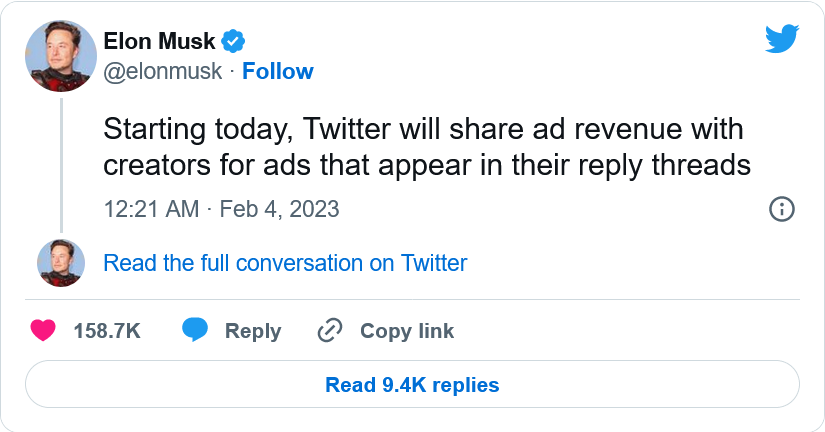 Elon Musk
@elonmusk · Follow
Starting today, Twitter will share ad revenue with
creators for ads that appear in their reply threads
12:21 AM · Feb 4, 2023
Read the full conversation on Twitter
158.7K Reply Copy link
Read 9.4K replies